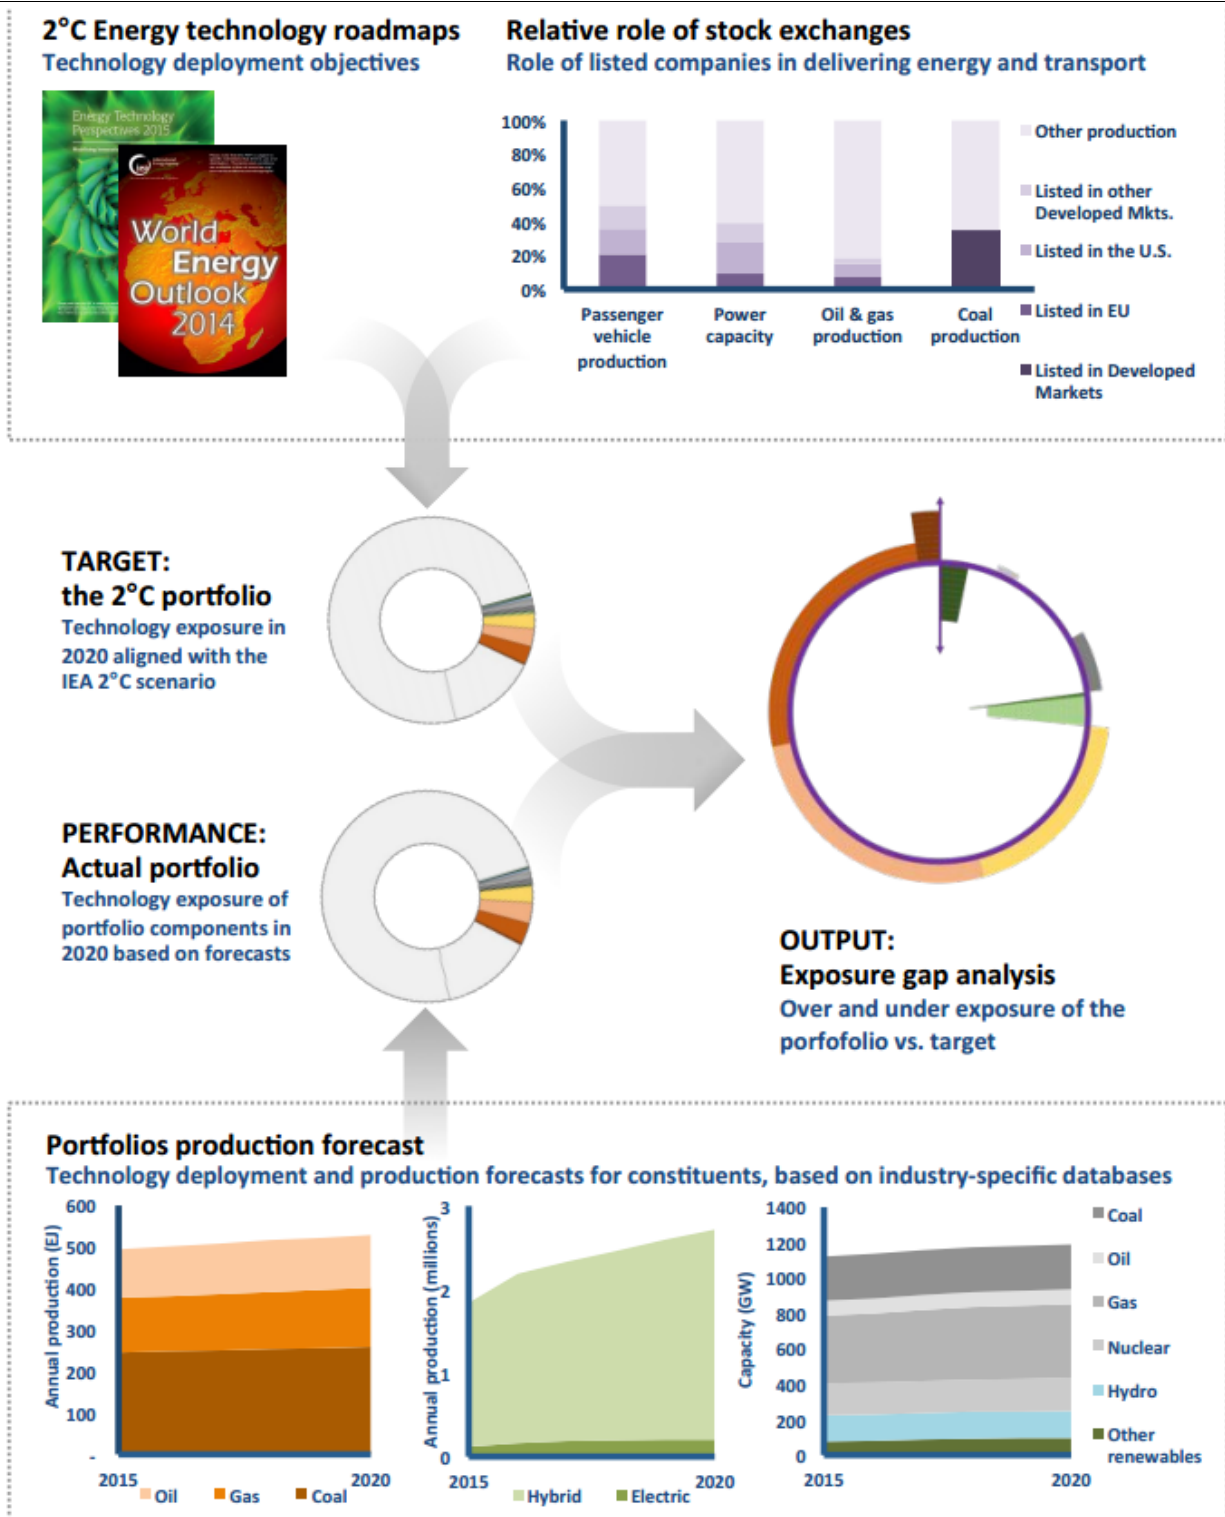 2°C Energy technology roadmaps
Technology deployment objectives
Energy Technology
Perspectives 2015
iea
World
Energy
Outlook
2014
Relative role of stock exchanges
Role of listed companies in delivering energy and transport
100%
80%
60%
40%
20%
0%
Passenger
vehicle
production
Power
capacity
Oil & gas
production
Coal
production
Other production
Listed in other
Developed Mkts.
Listed in the U.S.
Listed in EU
Listed in Developed
Markets
TARGET:
the 2°C portfolio
Technology exposure in
2020 aligned with the
IEA 2°C scenario
PERFORMANCE:
Actual portfolio
Technology exposure of
portfolio components in
2020 based on forecasts
OUTPUT:
Exposure gap analysis
Over and under exposure of the
porfofolio vs. target
Portfolios production forecast
Technology deployment and production forecasts for constituents, based on industry-specific databases
Annual production (EJ)
600
500
400
300
200
100
-
2015
2020
Oil
Gas
Coal
Annual production (millions)
3
2
1
0
2015
2020
Hybrid
Electric
Capacity (GW)
1400
1200
1000
800
600
400
200
0
2015
2020
Coal
Oil
Gas
Nuclear
Hydro
Other
renewables